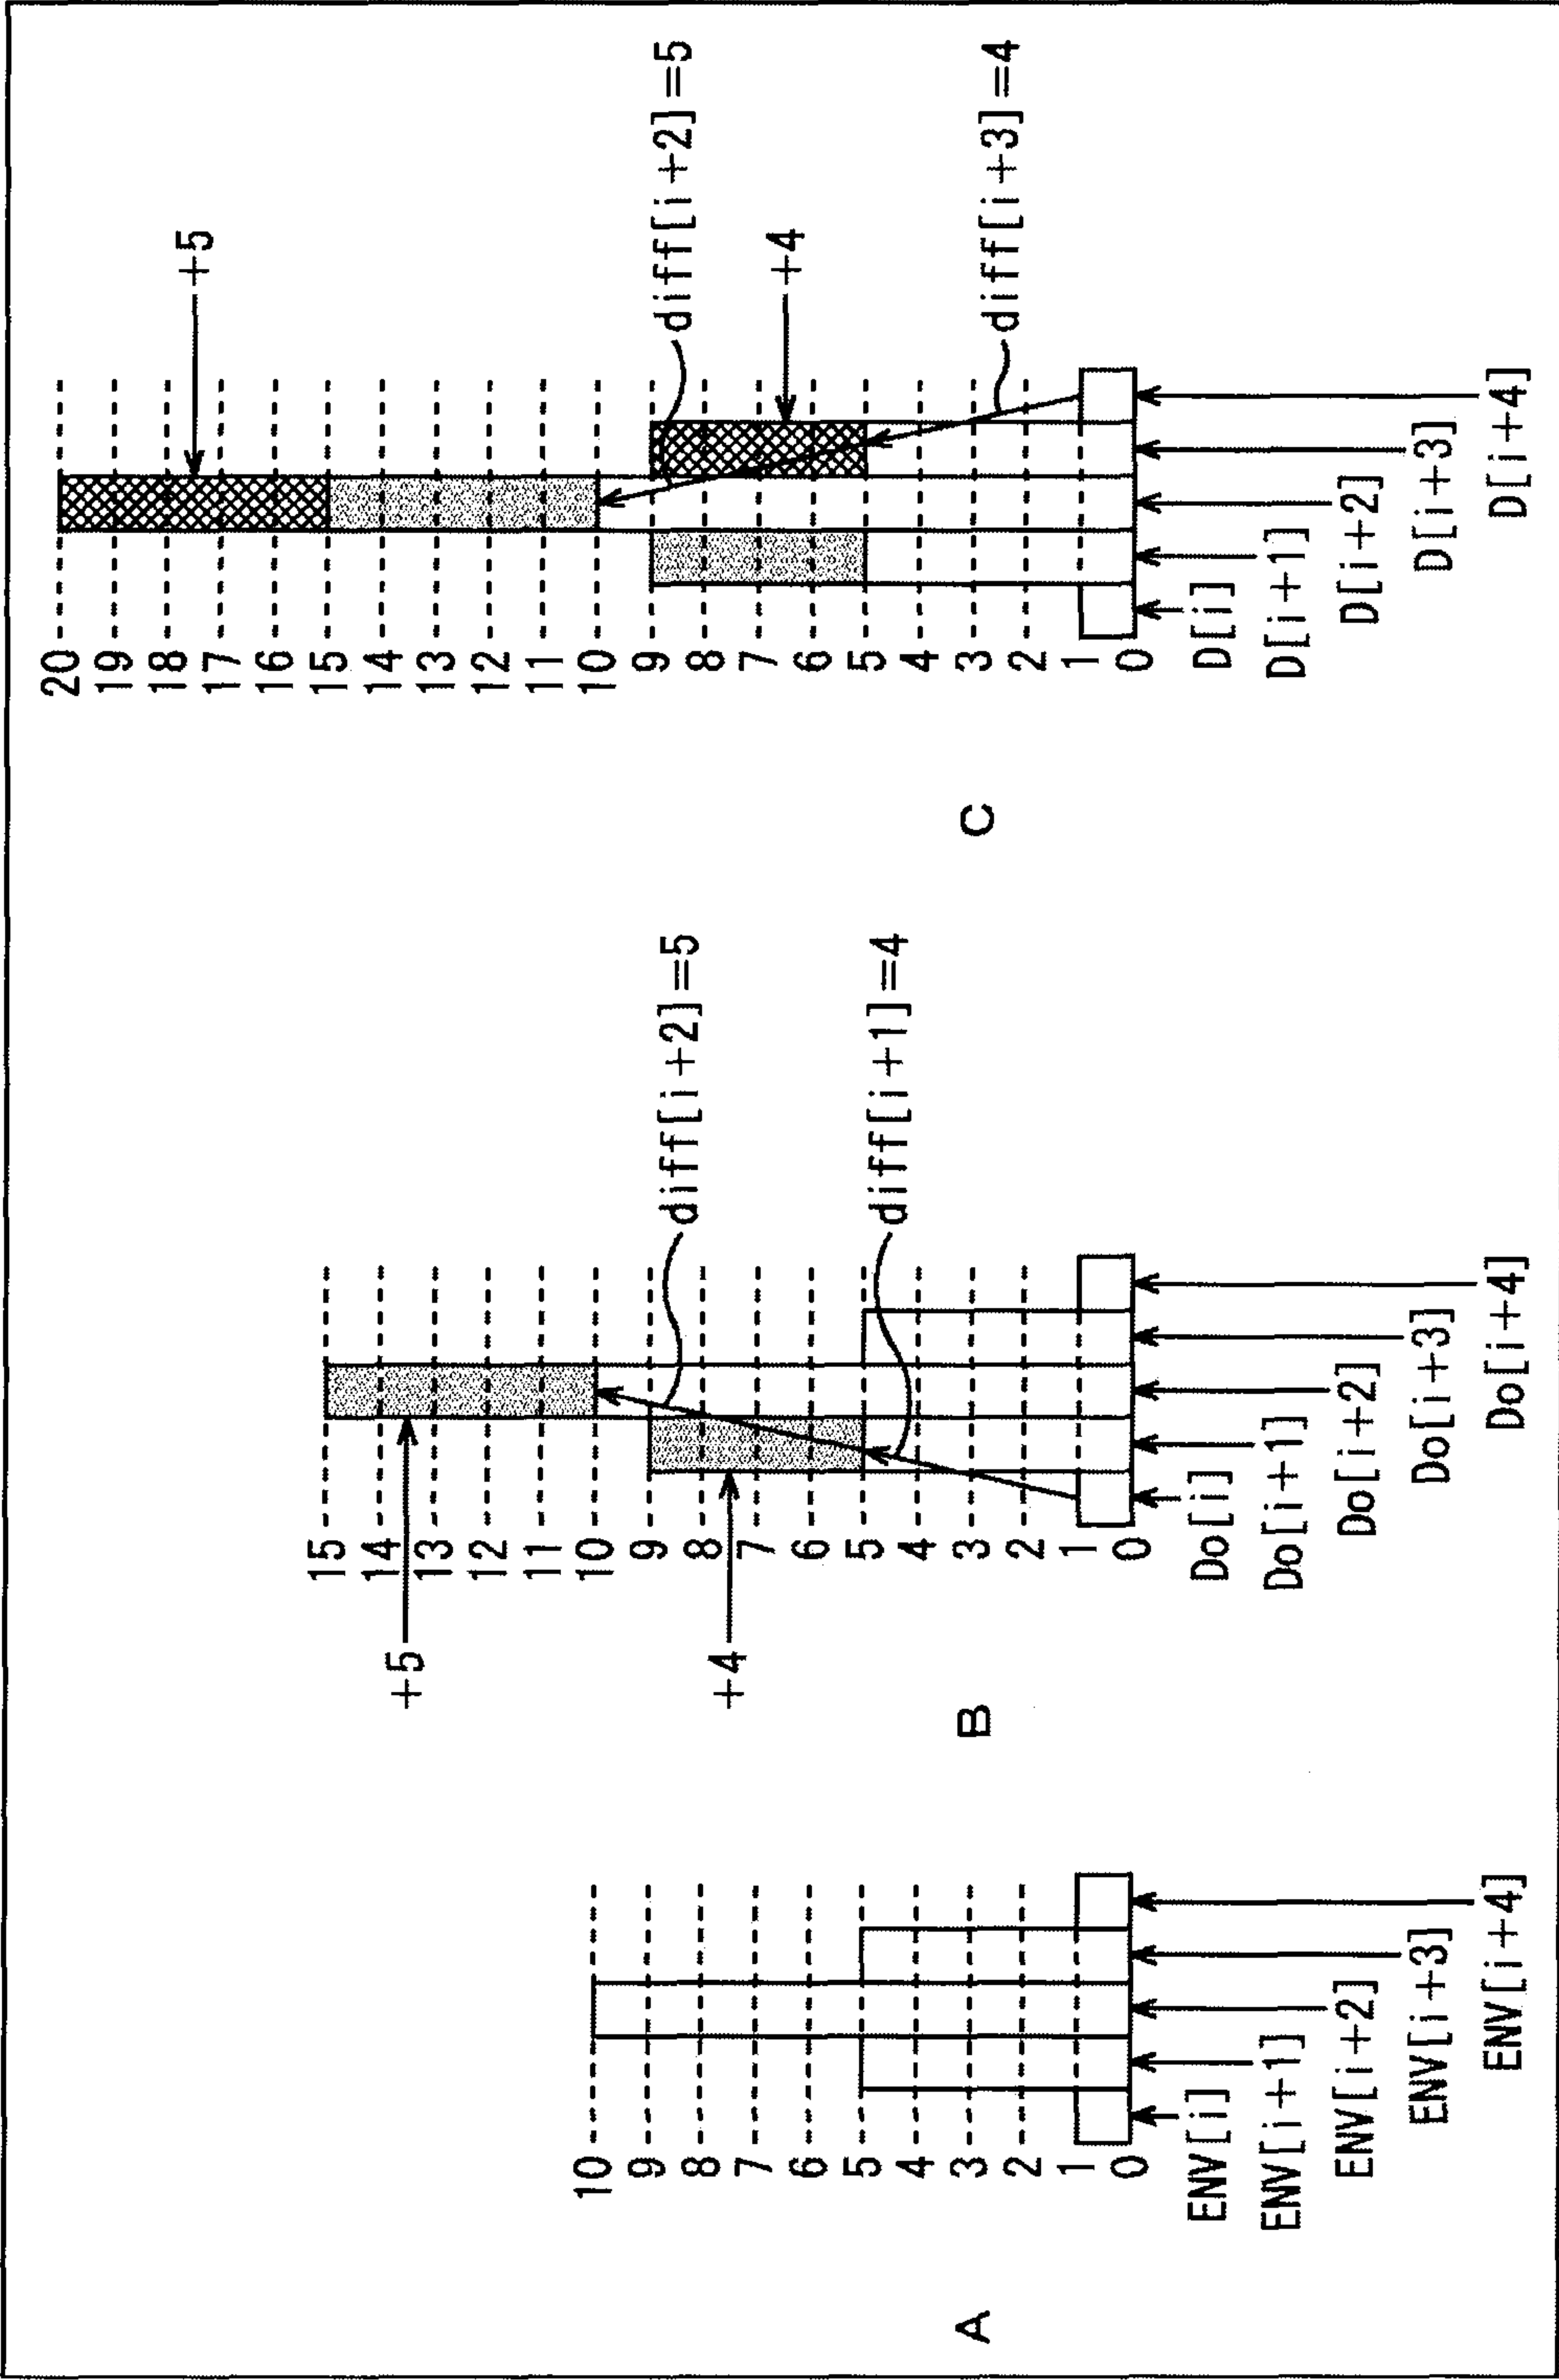 10
9
8
7
6
5
4
3
2
1
0
ENV[i]
ENV[i+1]
ENV[i+2]
ENV[i+3]
ENV[i+4]
A
15
14
13
12
11
10
9
8
7
6
5
4
3
2
1
0
+5
+4
diff[i+2]=5
diff[i+1]=4
Do[i]
Do[i+1]
Do[i+2]
Do[i+3]
Do[i+4]
B
20
19
18
17
16
15
14
13
12
11
10
9
8
7
6
5
4
3
2
1
0
+5
diff[i+2]=5
+4
diff[i+3]=4
D[i]
D[i+1]
D[i+2]
D[i+3]
D[i+4]
C